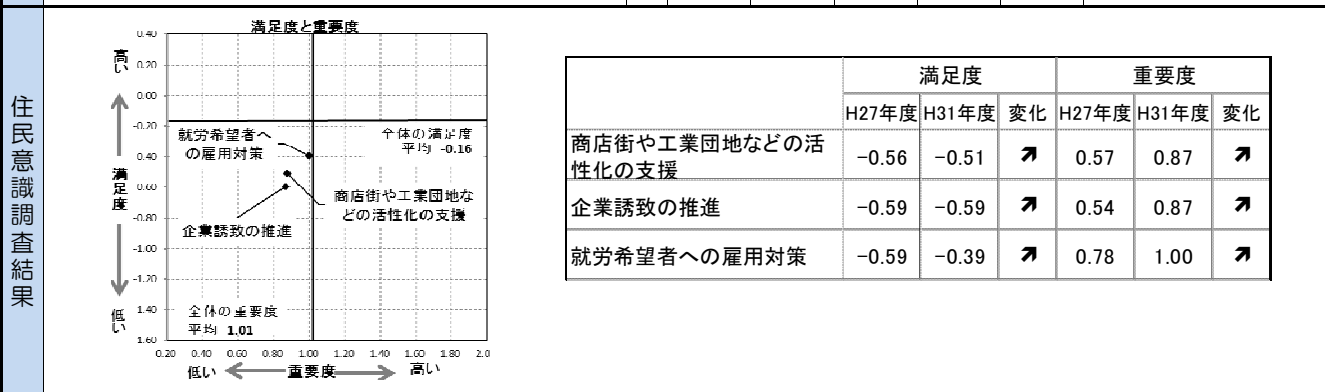 住民意識調査結果
満足度と重要度
高い
満足度
低い
0.40
0.20
0.00
-0.20
0.40
0.60
-0.80
-1.00
-1.20
1.40
1.60
就労希望者へ
の雇用対策
全体の満足度
平均 -0.16
商店街や工業団地な
どの活性化の支援
企業誘致の推進
全体の重要度
平均 1.01
0.20 0.40 0.60 0.80 1.00 1.20 1.40 1.60 1.80 2.0
低い 重要度 高い
満足度 重要度
H27年度 H31年度 変化 H27年度 H31年度 変化
商店街や工業団地などの活
性化の支援 -0.56 -0.51 ↗ 0.57 0.87 ↗
企業誘致の推進 -0.59 -0.59 ↗ 0.54 0.87 ↗
就労希望者への雇用対策 -0.59 -0.39 ↗ 0.78 1.00 ↗